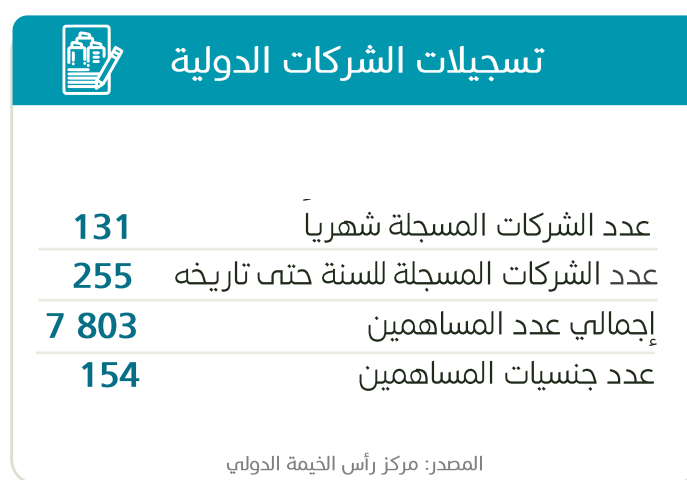 تسجيلات الشركات الدولية
عدد الشركات المسجلة شهرياً 131
عدد الشركات المسجلة للسنة حتى تاريخه 255
إجمالي عدد المساهمين 7 803
عدد جنسيات المساهمين 154
المصدر: مركز رأس الخيمة الدولي